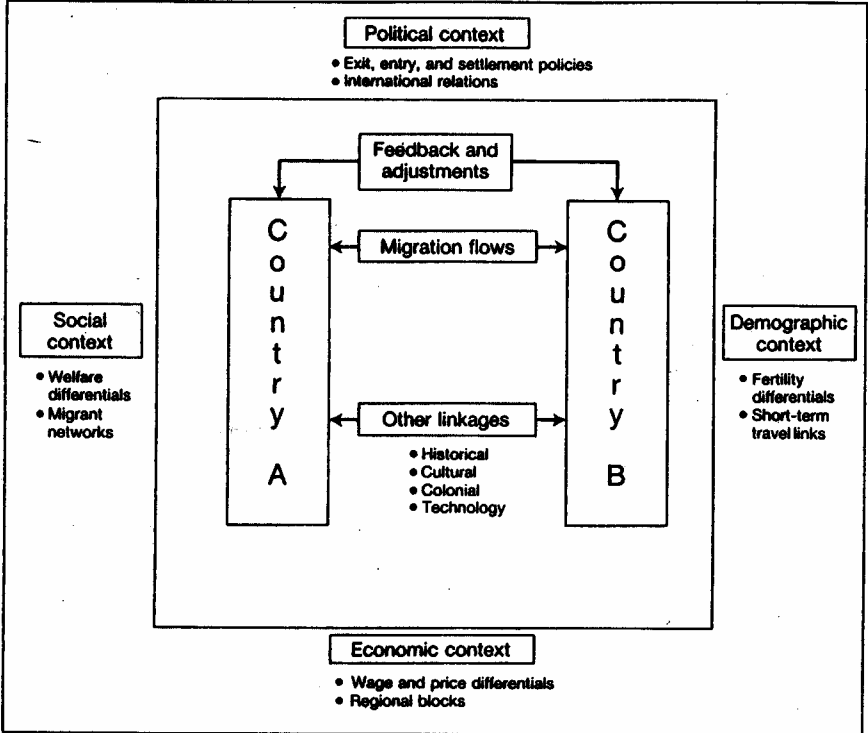 Political context
• Exit, entry, and settlement policies
• International relations
Feedback and
adjustments
Country A
Migration flows
Country B
Social
context
• Welfare
differentials
• Migrant
networks
Demographic
context
• Fertility
differentials
• Short-term
travel links
Other linkages
• Historical
• Cultural
• Colonial
• Technology
Economic context
• Wage and price differentials
• Regional blocks